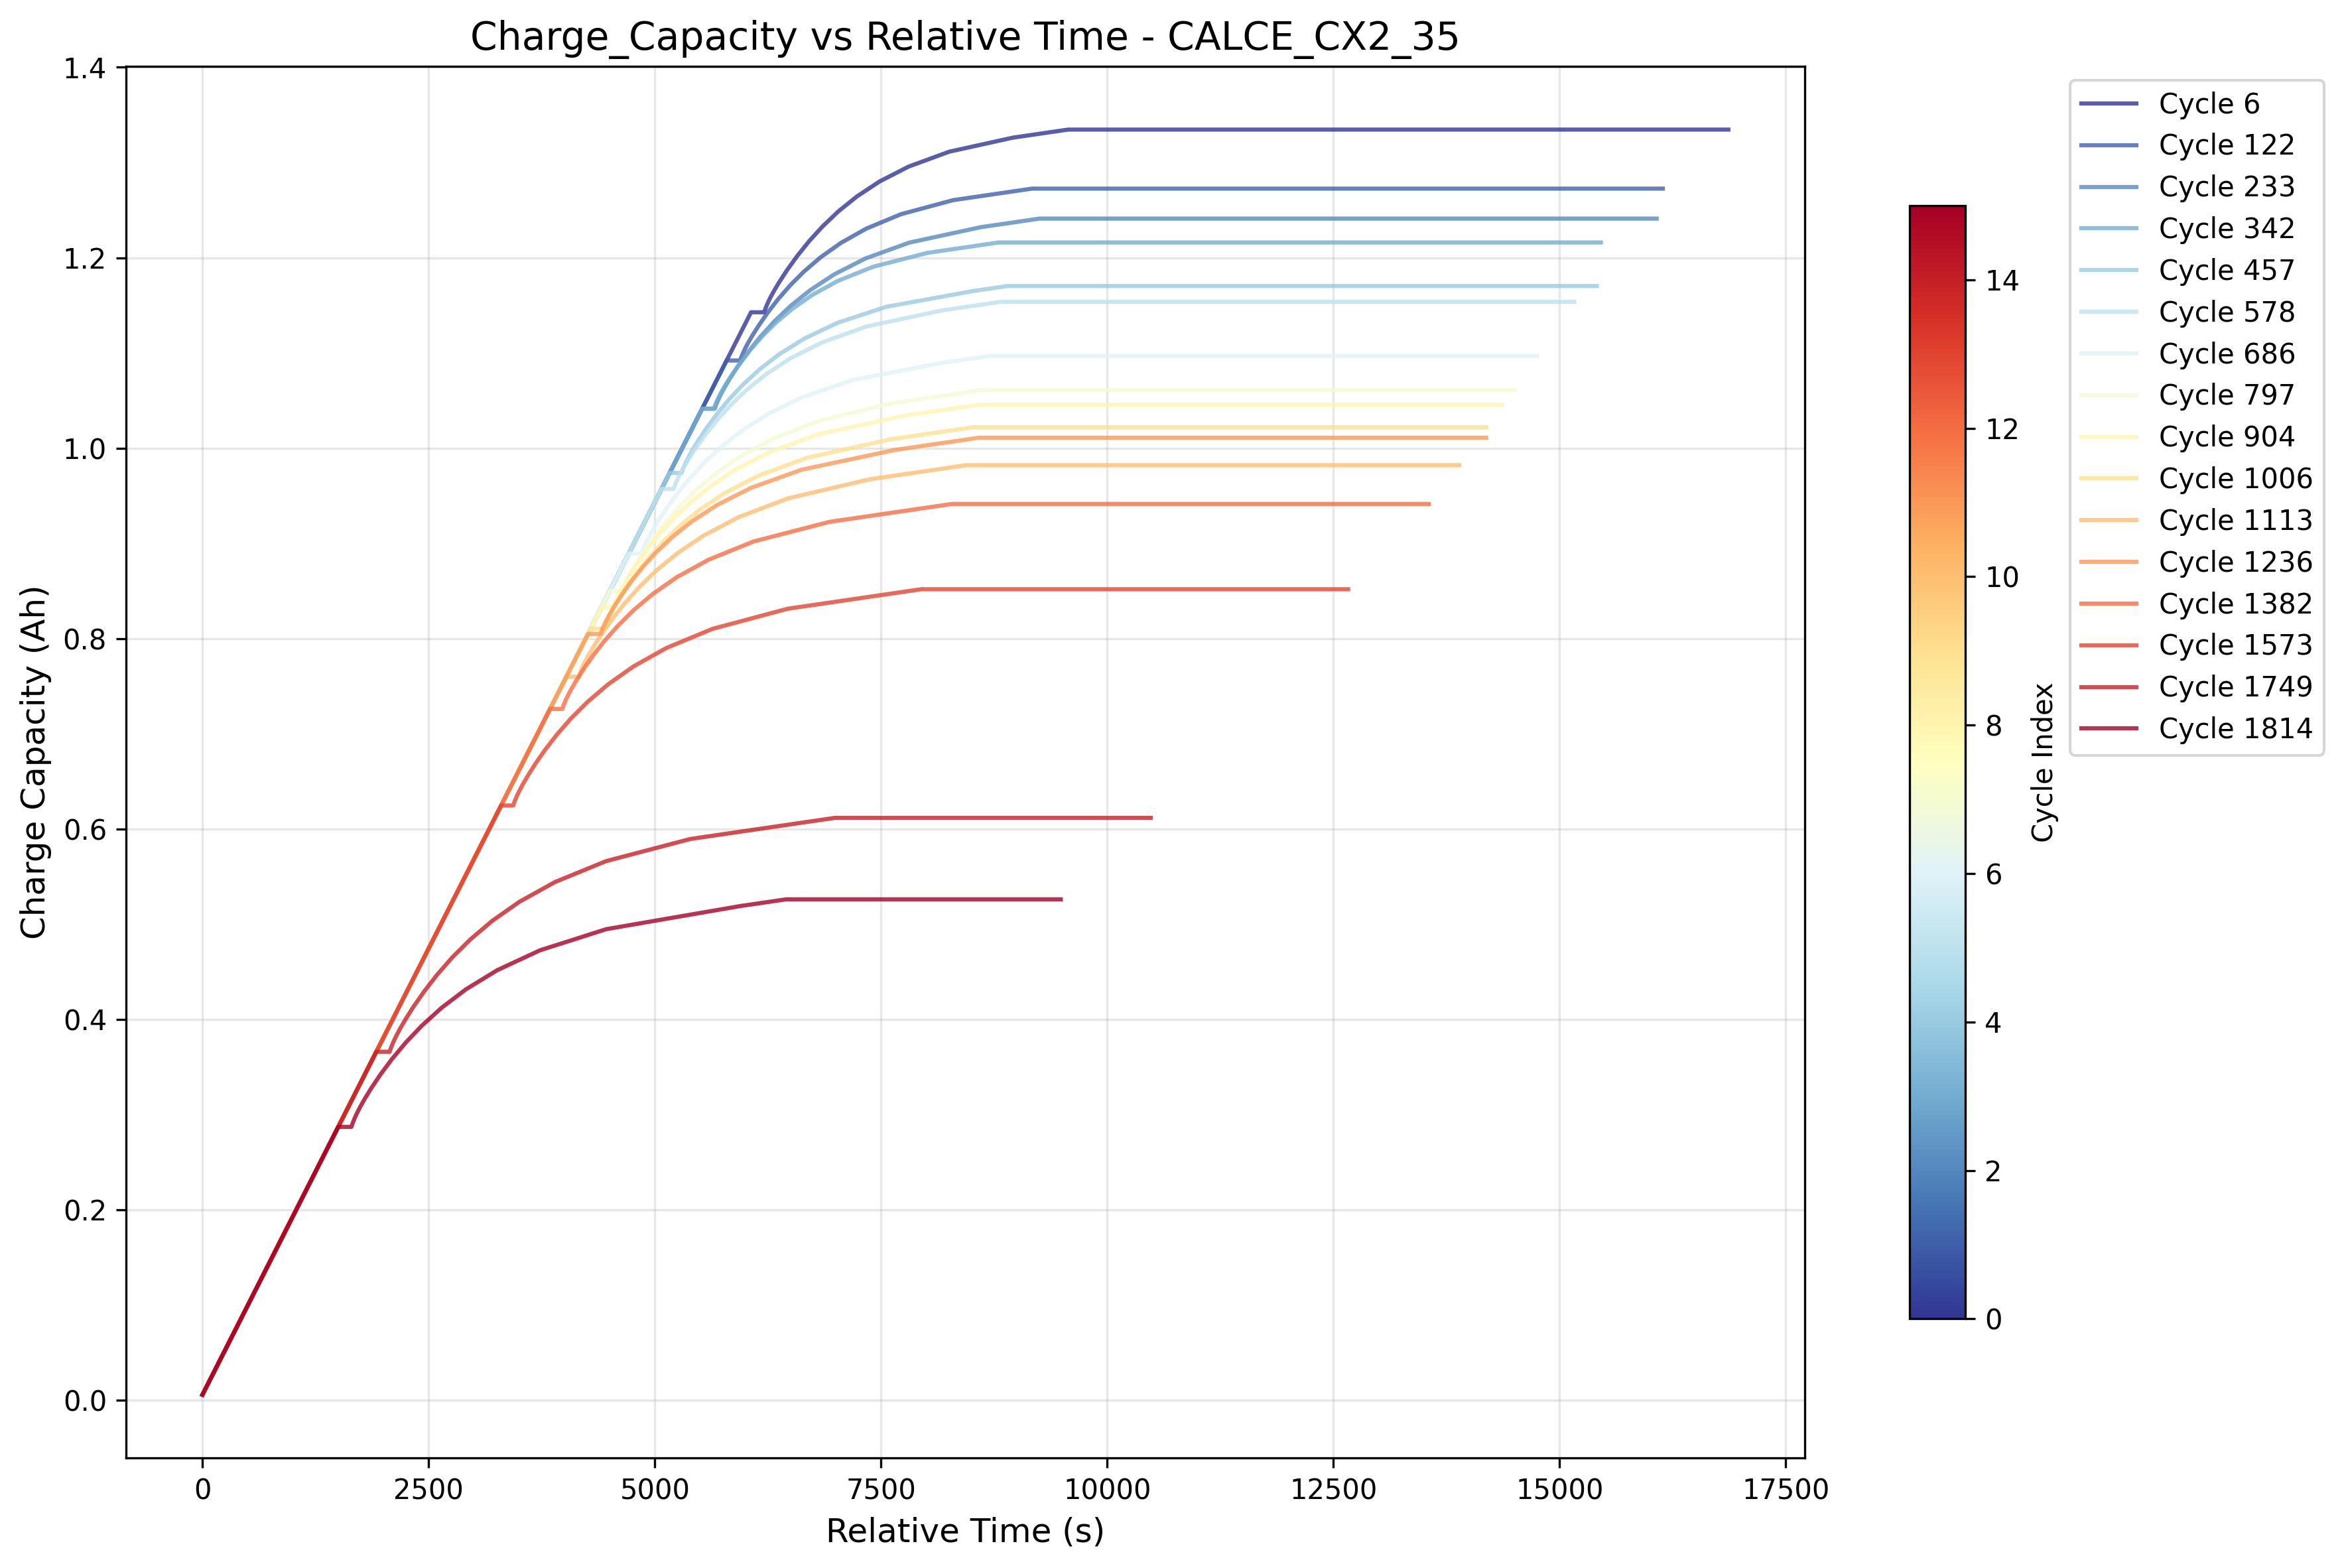 Charge_Capacity vs Relative Time - CALCE_CX2_35
Charge Capacity (Ah)
1.4
1.2
1.0
0.8
0.6
0.4
0.2
0.0
0
2500
5000
7500
10000
12500
15000
17500
Relative Time (s)
14
12
10
8
6
4
2
0
Cycle Index
Cycle 6
Cycle 122
Cycle 233
Cycle 342
Cycle 457
Cycle 578
Cycle 686
Cycle 797
Cycle 904
Cycle 1006
Cycle 1113
Cycle 1236
Cycle 1382
Cycle 1573
Cycle 1749
Cycle 1814